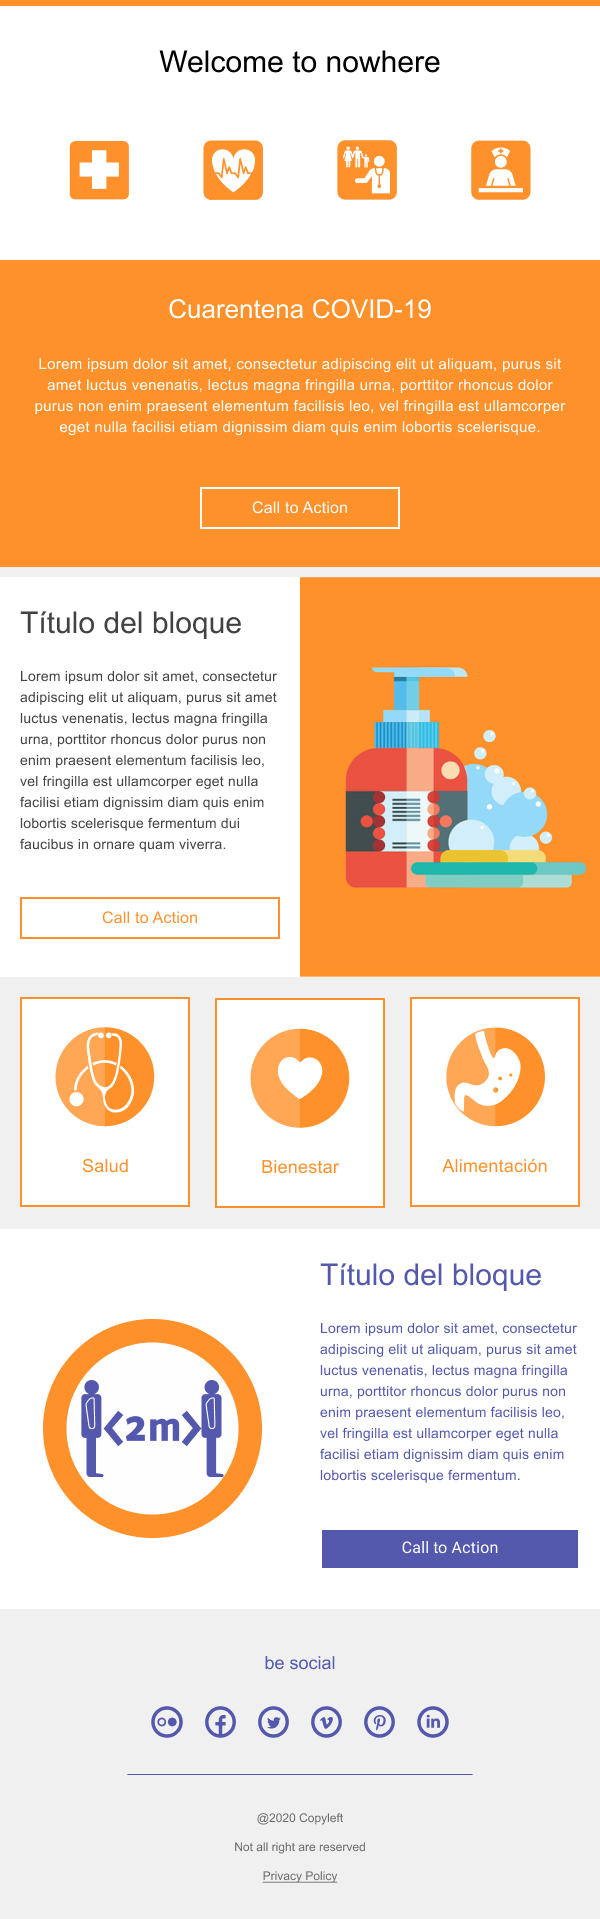 Welcome to nowhere
Cuarentena COVID-19
Lorem ipsum dolor sit amet, consectetur adipiscing elit ut aliquam, purus sit
amet luctus venenatis, lectus magna fringilla urna, porttitor rhoncus dolor
purus non enim praesent elementum facilisis leo, vel fringilla est ullamcorper
eget nulla facilisi etiam dignissim diam quis enim lobortis scelerisque.
Call to Action
Título del bloque
Lorem ipsum dolor sit amet, consectetur
adipiscing elit ut aliquam, purus sit amet
luctus venenatis, lectus magna fringilla
urna, porttitor rhoncus dolor purus non
enim praesent elementum facilisis leo,
vel fringilla est ullamcorper eget nulla
facilisi etiam dignissim diam quis enim
lobortis scelerisque fermentum dui
faucibus in ornare quam viverra.
Call to Action
Salud
Bienestar
Alimentación
<2m>
Título del bloque
Lorem ipsum dolor sit amet, consectetur
adipiscing elit ut aliquam, purus sit amet
luctus venenatis, lectus magna fringilla
urna, porttitor rhoncus dolor purus non
enim praesent elementum facilisis leo,
vel fringilla est ullamcorper eget nulla
facilisi etiam dignissim diam quis enim
lobortis scelerisque fermentum.
Call to Action
be social
@2020 Copyleft
Not all right are reserved
Privacy Policy